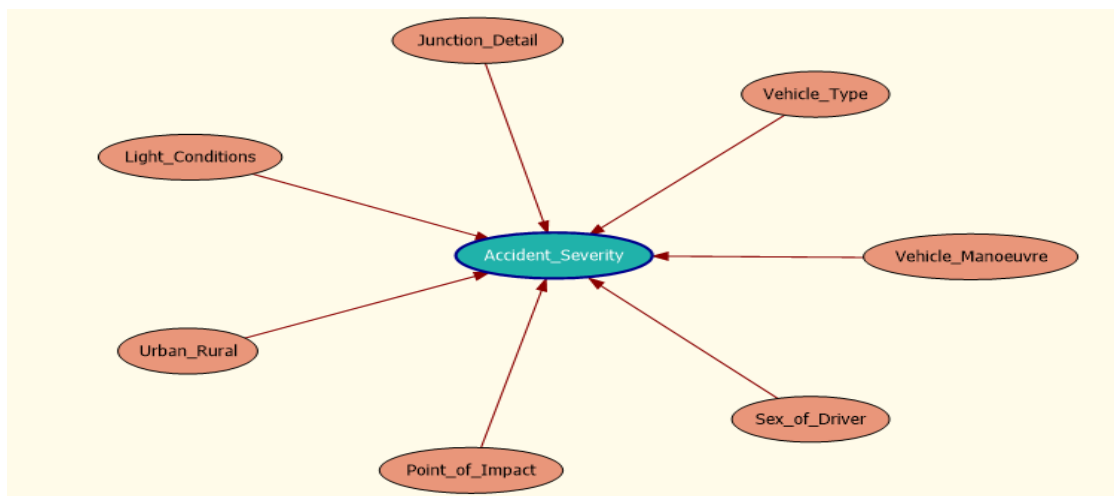 Junction_Detail
Vehicle_Type
Light_Conditions
Accident_Severity
Vehicle_Manoeuvre
Urban_Rural
Sex_of_Driver
Point_of_Impact